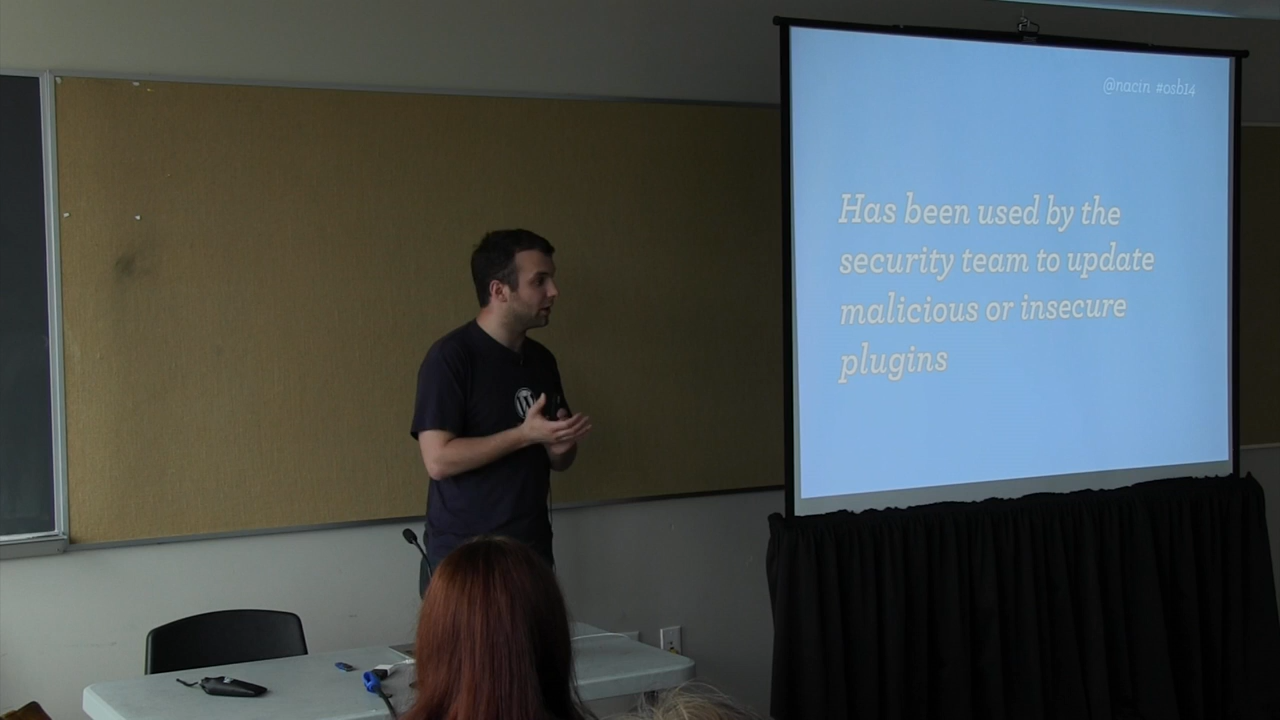 @nacin #osb14
Has been used by the
security team to update
malicious or insecure
plugins